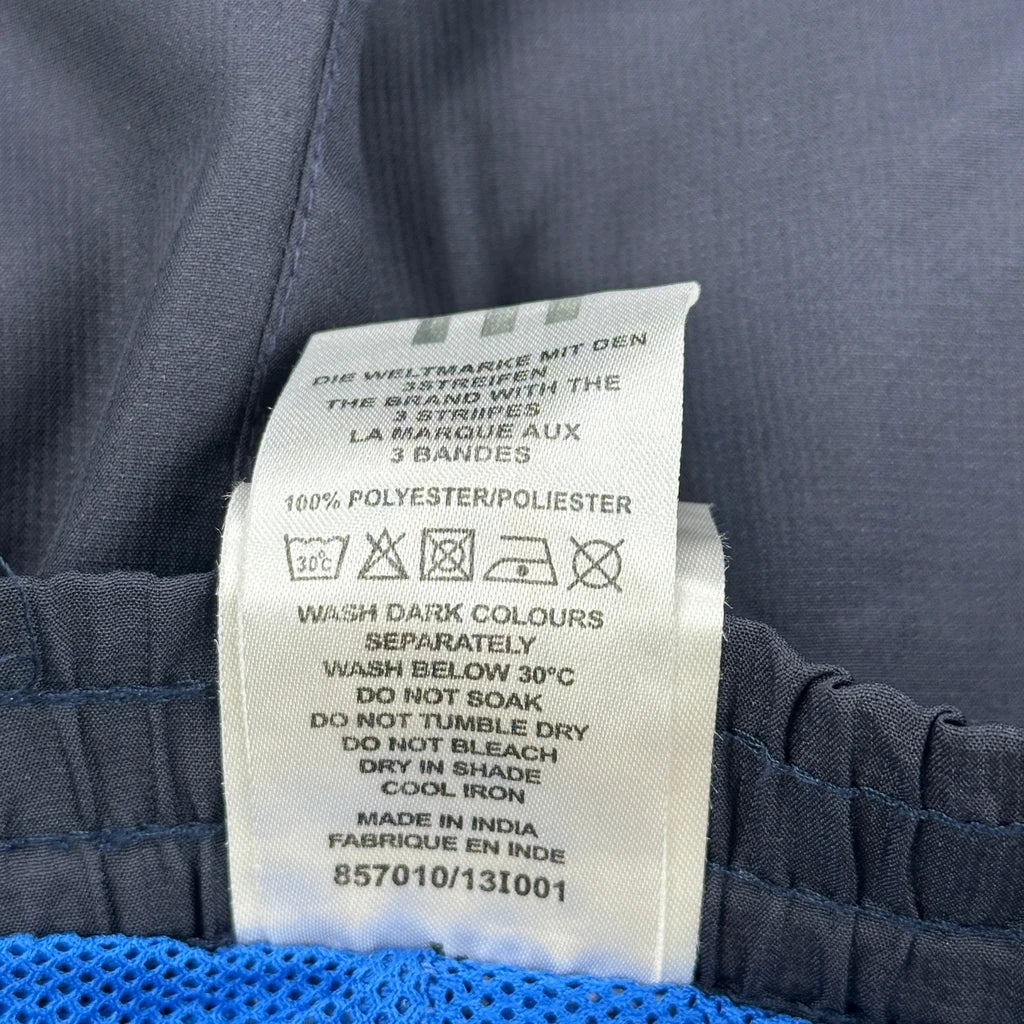 DIE WELTMARKE MIT DEN
3STREIFEN
THE BRAND WITH THE
3 STRIIPES
LA MARQUE AUX
3 BANDES
100% POLYESTER/POLIESTER
30°C
WASH DARK COLOURS
SEPARATELY
WASH BELOW 30°C
DO NOT SOAK
DO NOT TUMBLE DRY
DO NOT BLEACH
DRY IN SHADE
COOL IRON
MADE IN INDIA
FABRIQUE EN INDE
857010/13I001